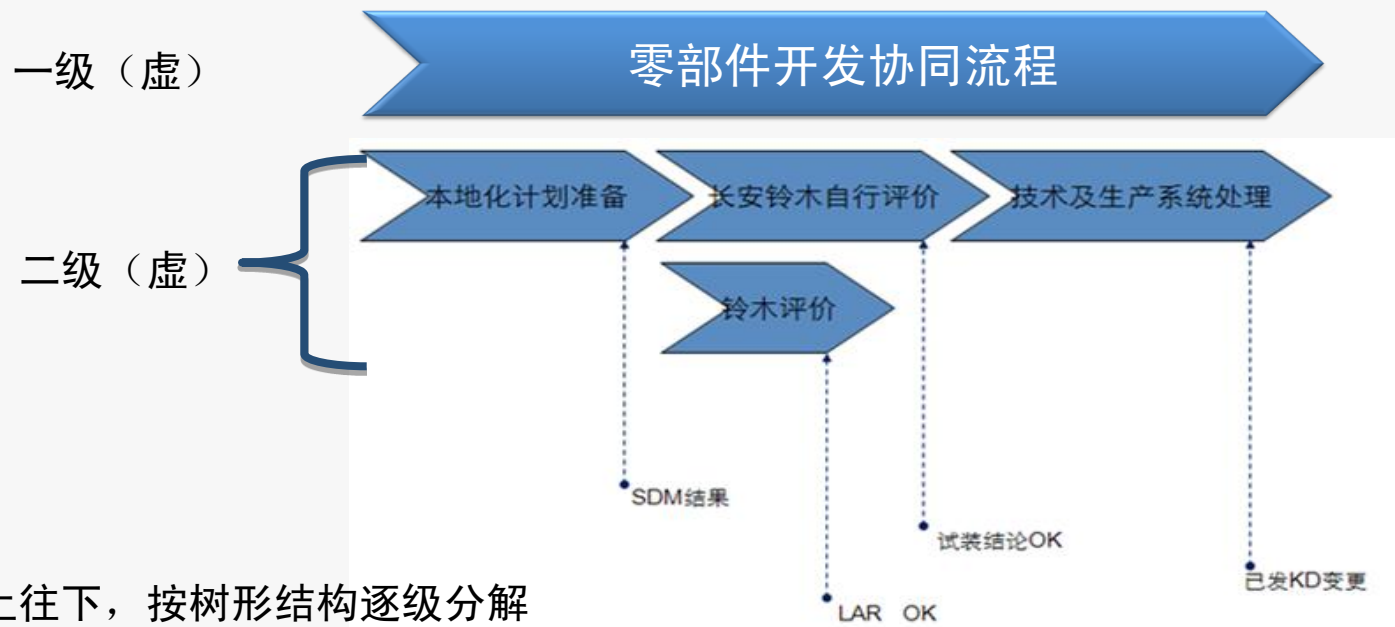 一级（虚）
零部件开发协同流程
本地化计划准备
长安铃木自行评价
技术及生产系统处理
二级（虚）
铃木评价
SDM结果
试装结论OK
已发KD变更
上往下，按树形结构逐级分解
LAR OK